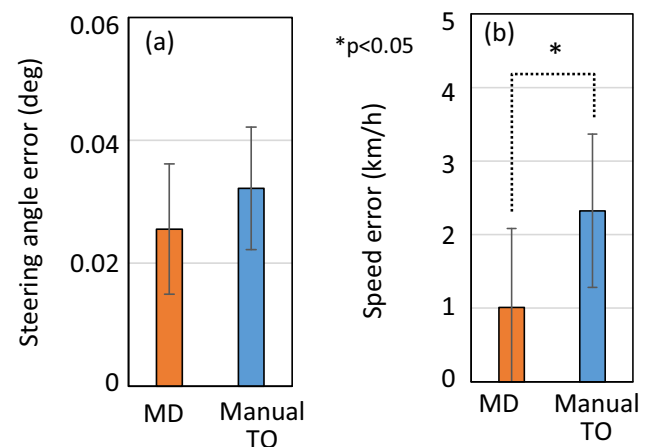 Steering angle error (deg)
0.06
0.04
0.02
0
(a)
MD
Manual
TO
*p<0.05
Speed error (km/h)
5
4
3
2
1
0
(b)
*
MD
Manual
TO